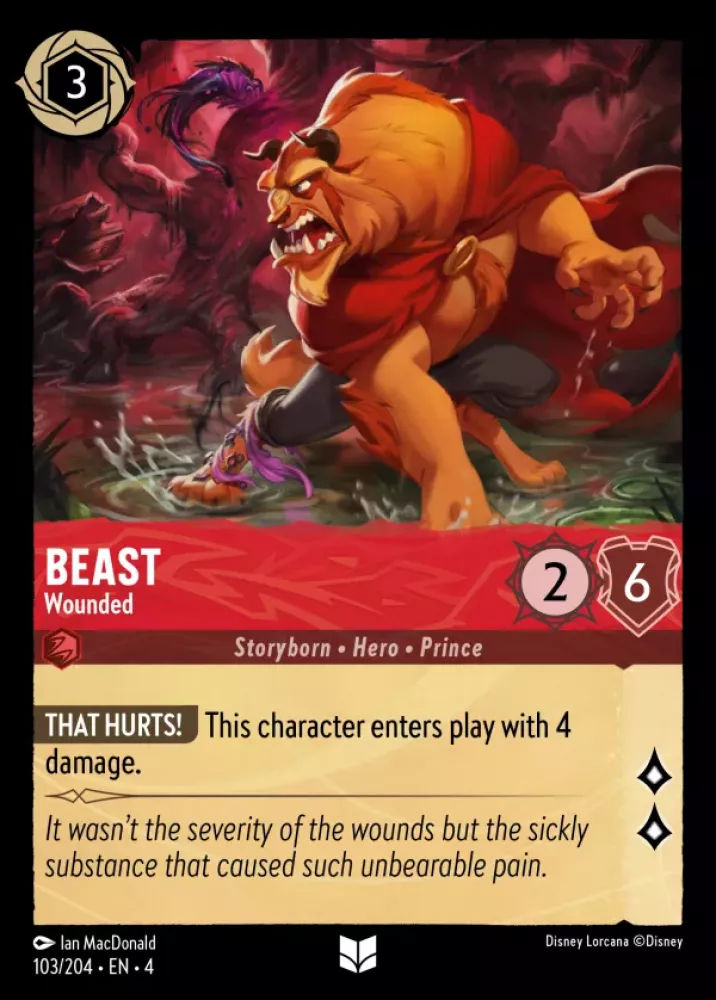 3
BEAST
Wounded
2
6
Storyborn • Hero • Prince
THAT HURTS! This character enters play with 4
damage.
It wasn't the severity of the wounds but the sickly
substance that caused such unbearable pain.
Ian MacDonald
Disney Lorcana ©Disney
103/204 • EN • 4